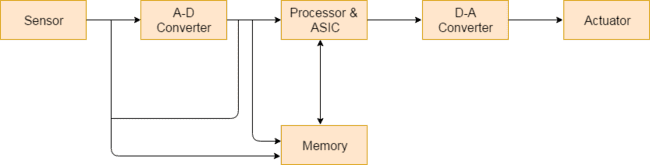 Sensor
A-D
Converter
Processor &
ASIC
D-A
Converter
Actuator
Memory